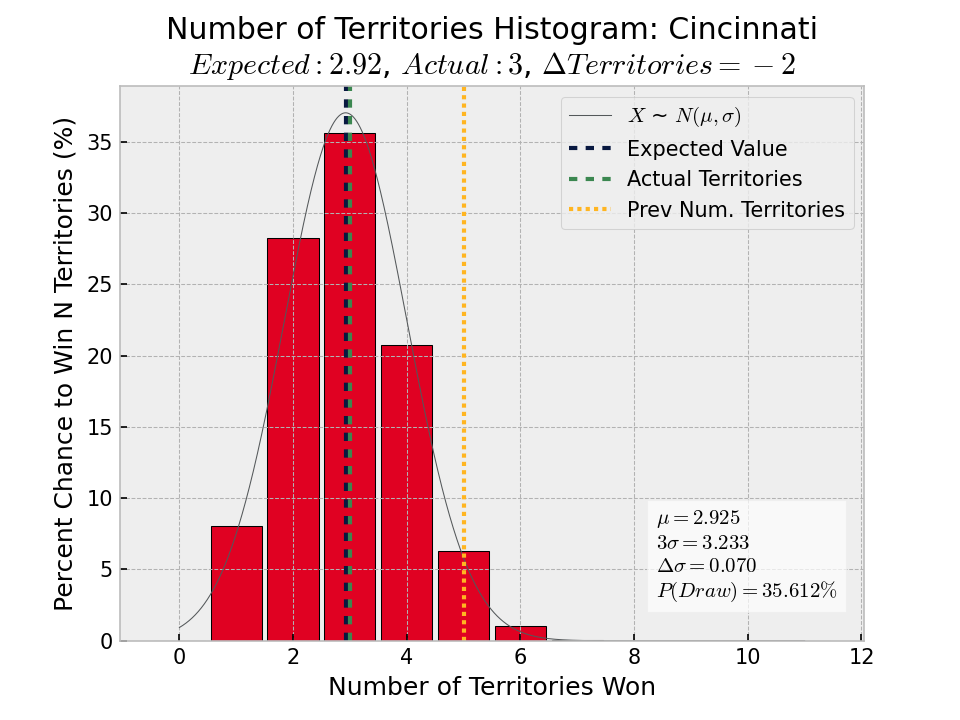 Number of Territories Histogram: Cincinnati
Expected : 2.92, Actual : 3, ΔTerritories = −2
Percent Chance to Win N Territories (%)
35
30
25
20
15
10
5
0
X ∼ N(μ, σ)
Expected Value
Actual Territories
Prev Num. Territories
μ = 2.925
3σ = 3.233
Δσ = 0.070
P(Draw) = 35.612%
0 2 4 6 8 10 12
Number of Territories Won